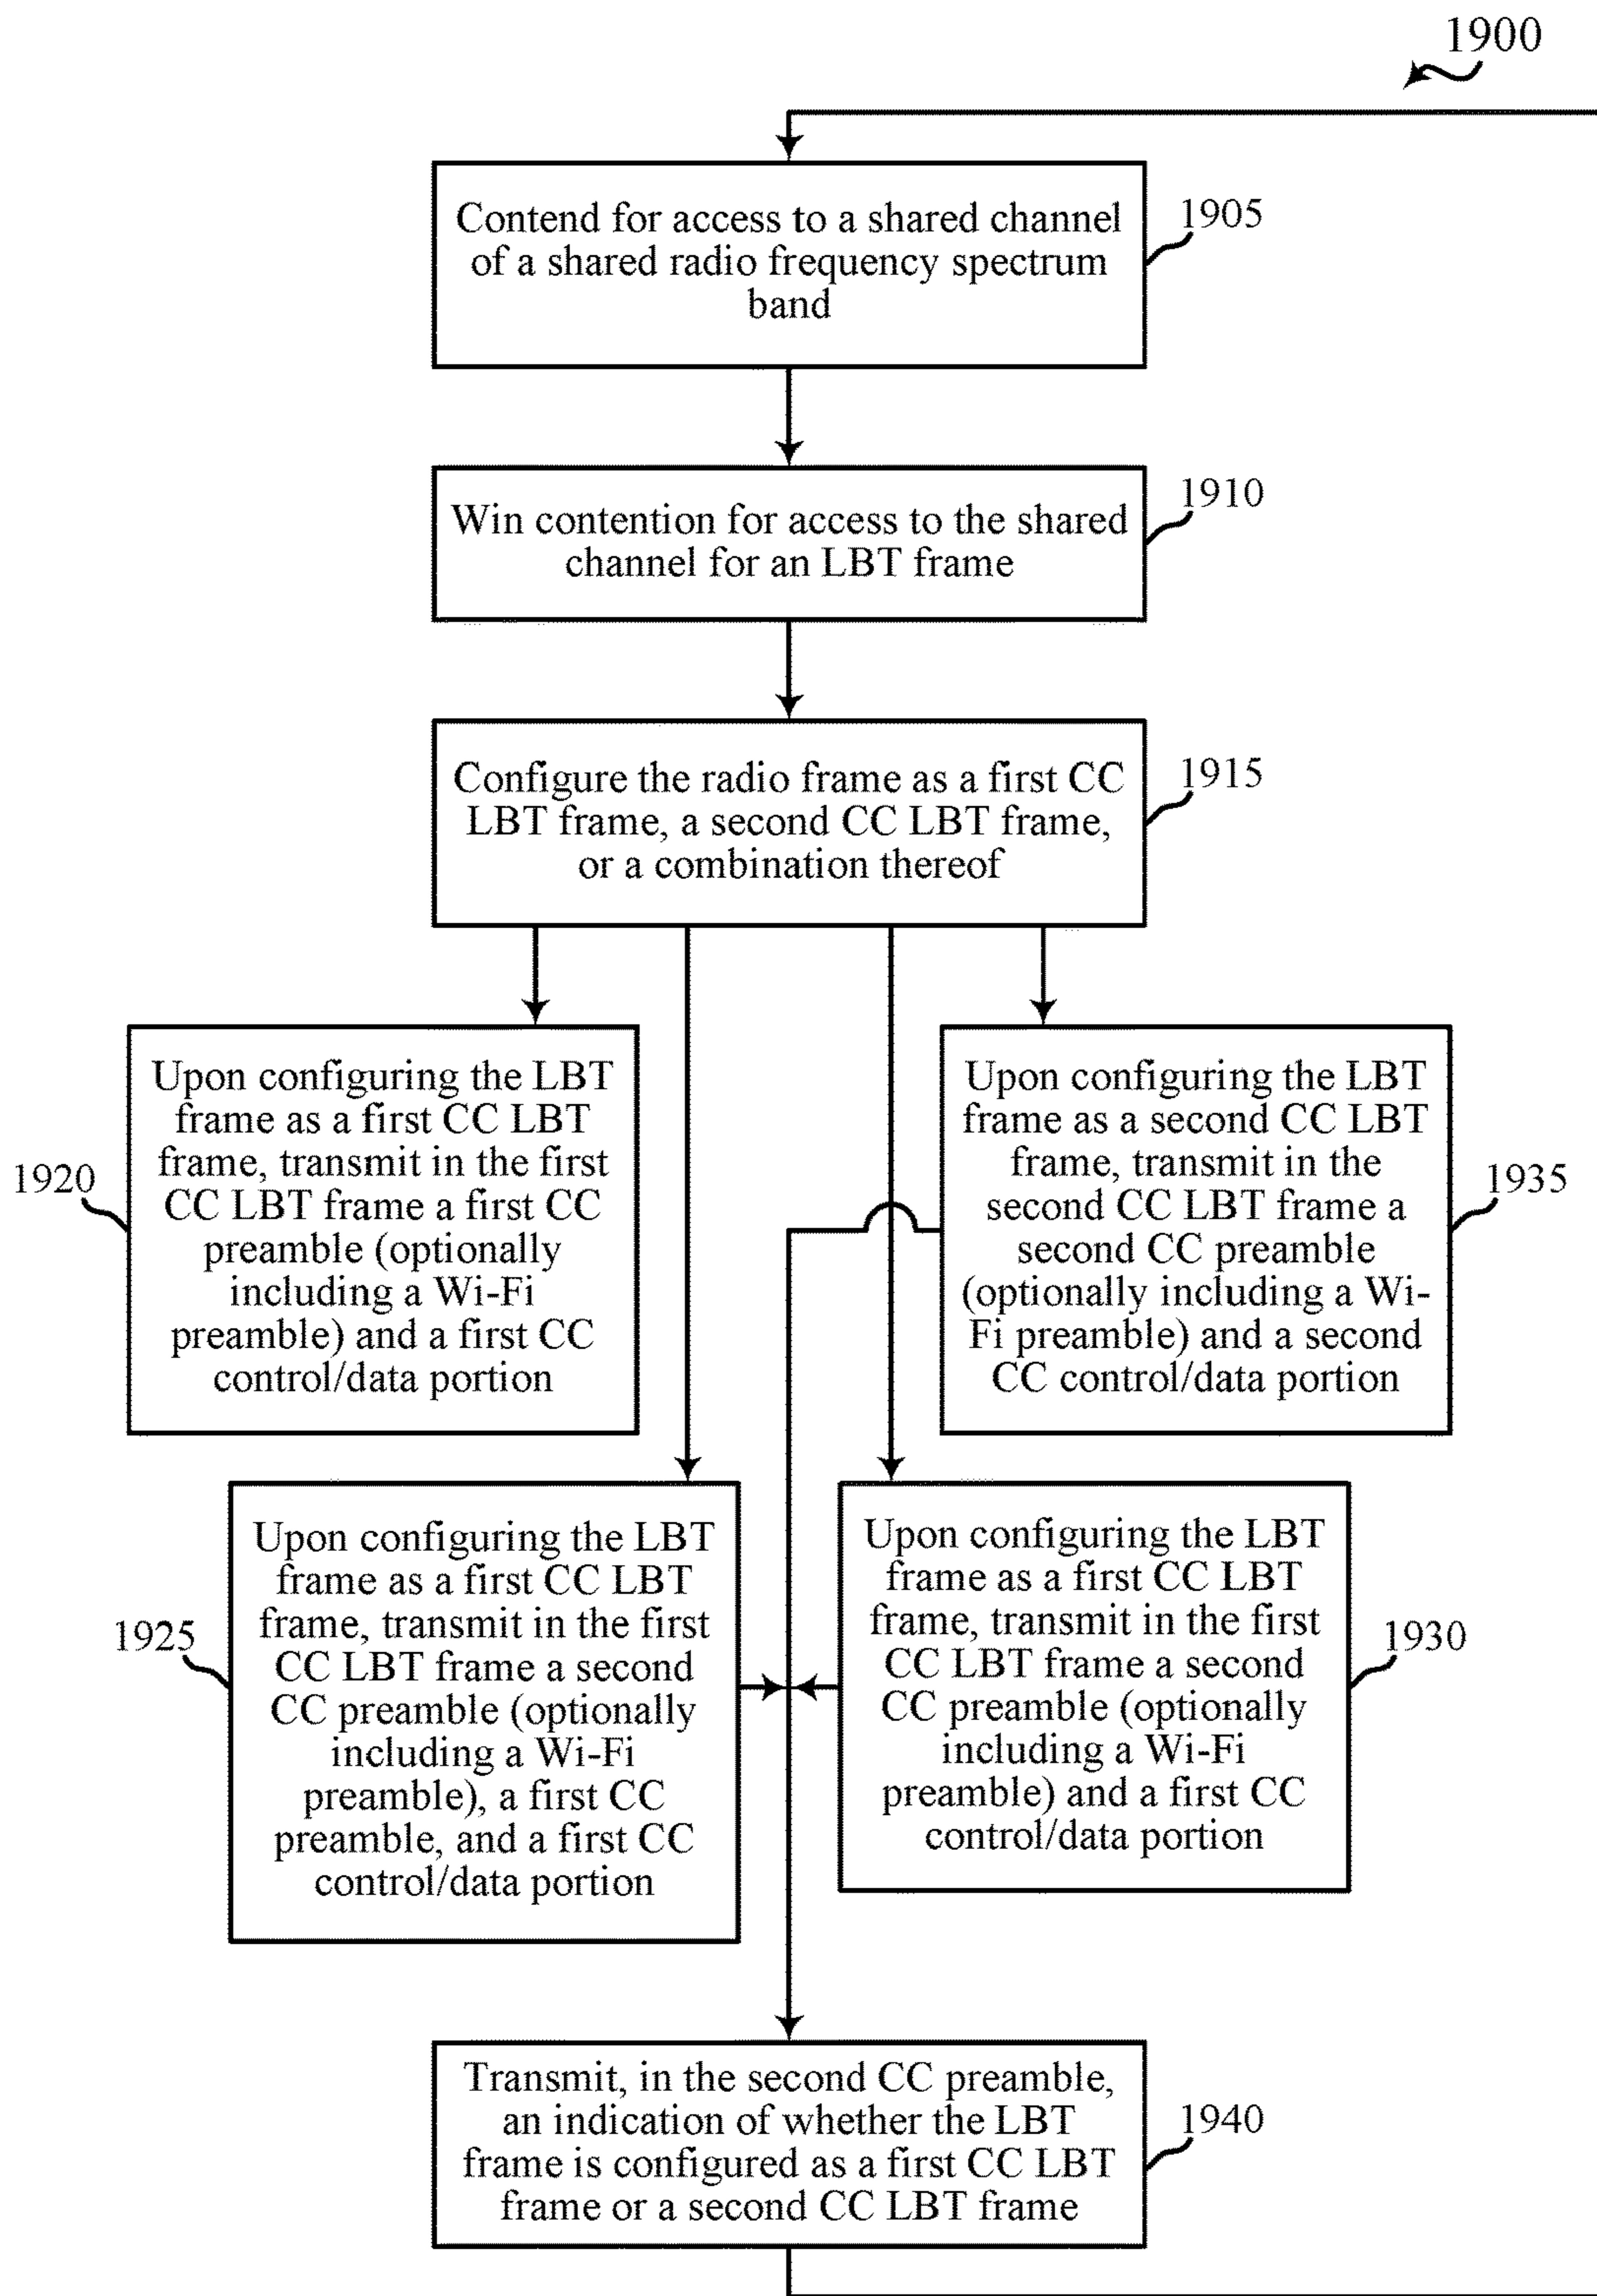 1900
Contend for access to a shared channel
of a shared radio frequency spectrum
band
1905
Win contention for access to the shared
channel for an LBT frame
1910
Configure the radio frame as a first CC
LBT frame, a second CC LBT frame,
or a combination thereof
1915
Upon configuring the LBT
frame as a first CC LBT
frame, transmit in the first
CC LBT frame a first CC
preamble (optionally
including a Wi-Fi
preamble) and a first CC
control/data portion
1920
Upon configuring the LBT
frame as a second CC LBT
frame, transmit in the
second CC LBT frame a
second CC preamble
(optionally including a Wi-
Fi preamble) and a second
CC control/data portion
1935
Upon configuring the LBT
frame as a first CC LBT
frame, transmit in the first
CC LBT frame a second
CC preamble (optionally
including a Wi-Fi
preamble), a first CC
preamble, and a first CC
control/data portion
1925
Upon configuring the LBT
frame as a first CC LBT
frame, transmit in the first
CC LBT frame a second
CC preamble (optionally
including a Wi-Fi
preamble) and a first CC
control/data portion
1930
Transmit, in the second CC preamble,
an indication of whether the LBT
frame is configured as a first CC LBT
frame or a second CC LBT frame
1940